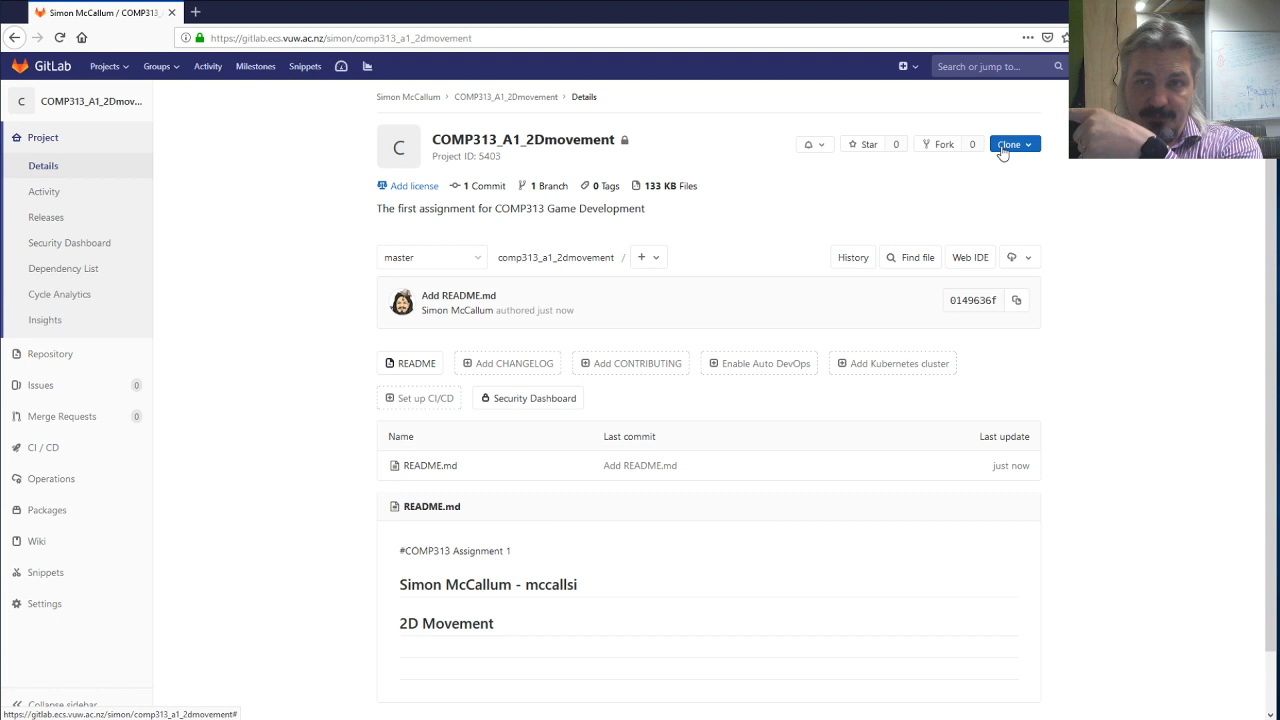 Simon McCallum / COMP313_
https://gitlab.ecs.vuw.ac.nz/simon/comp313_a1_2dmovement
GitLab Projects Groups Activity Milestones Snippets Search or jump to...
C COMP313_A1_2Dmov...
Project
Details
Activity
Releases
Security Dashboard
Dependency List
Cycle Analytics
Insights
Repository
Issues 0
Merge Requests 0
CI / CD
Operations
Packages
Wiki
Snippets
Settings
Collapse sidebar
https://gitlab.ecs.vuw.ac.nz/simon/comp313_a1_2dmovement#
Simon McCallum > COMP313_A1_2Dmovement > Details
C
COMP313_A1_2Dmovement
Project ID: 5403
Star 0 Fork 0 Clone
Add license 1 Commit 1 Branch 0 Tags 133 KB Files
The first assignment for COMP313 Game Development
master comp313_a1_2dmovement / + History Find file Web IDE
Add README.md
Simon McCallum authored just now
0149636f
README Add CHANGELOG Add CONTRIBUTING Enable Auto DevOps Add Kubernetes cluster
Set up CI/CD Security Dashboard
Name Last commit Last update
README.md Add README.md just now
README.md
#COMP313 Assignment 1
Simon McCallum - mccallsi
2D Movement